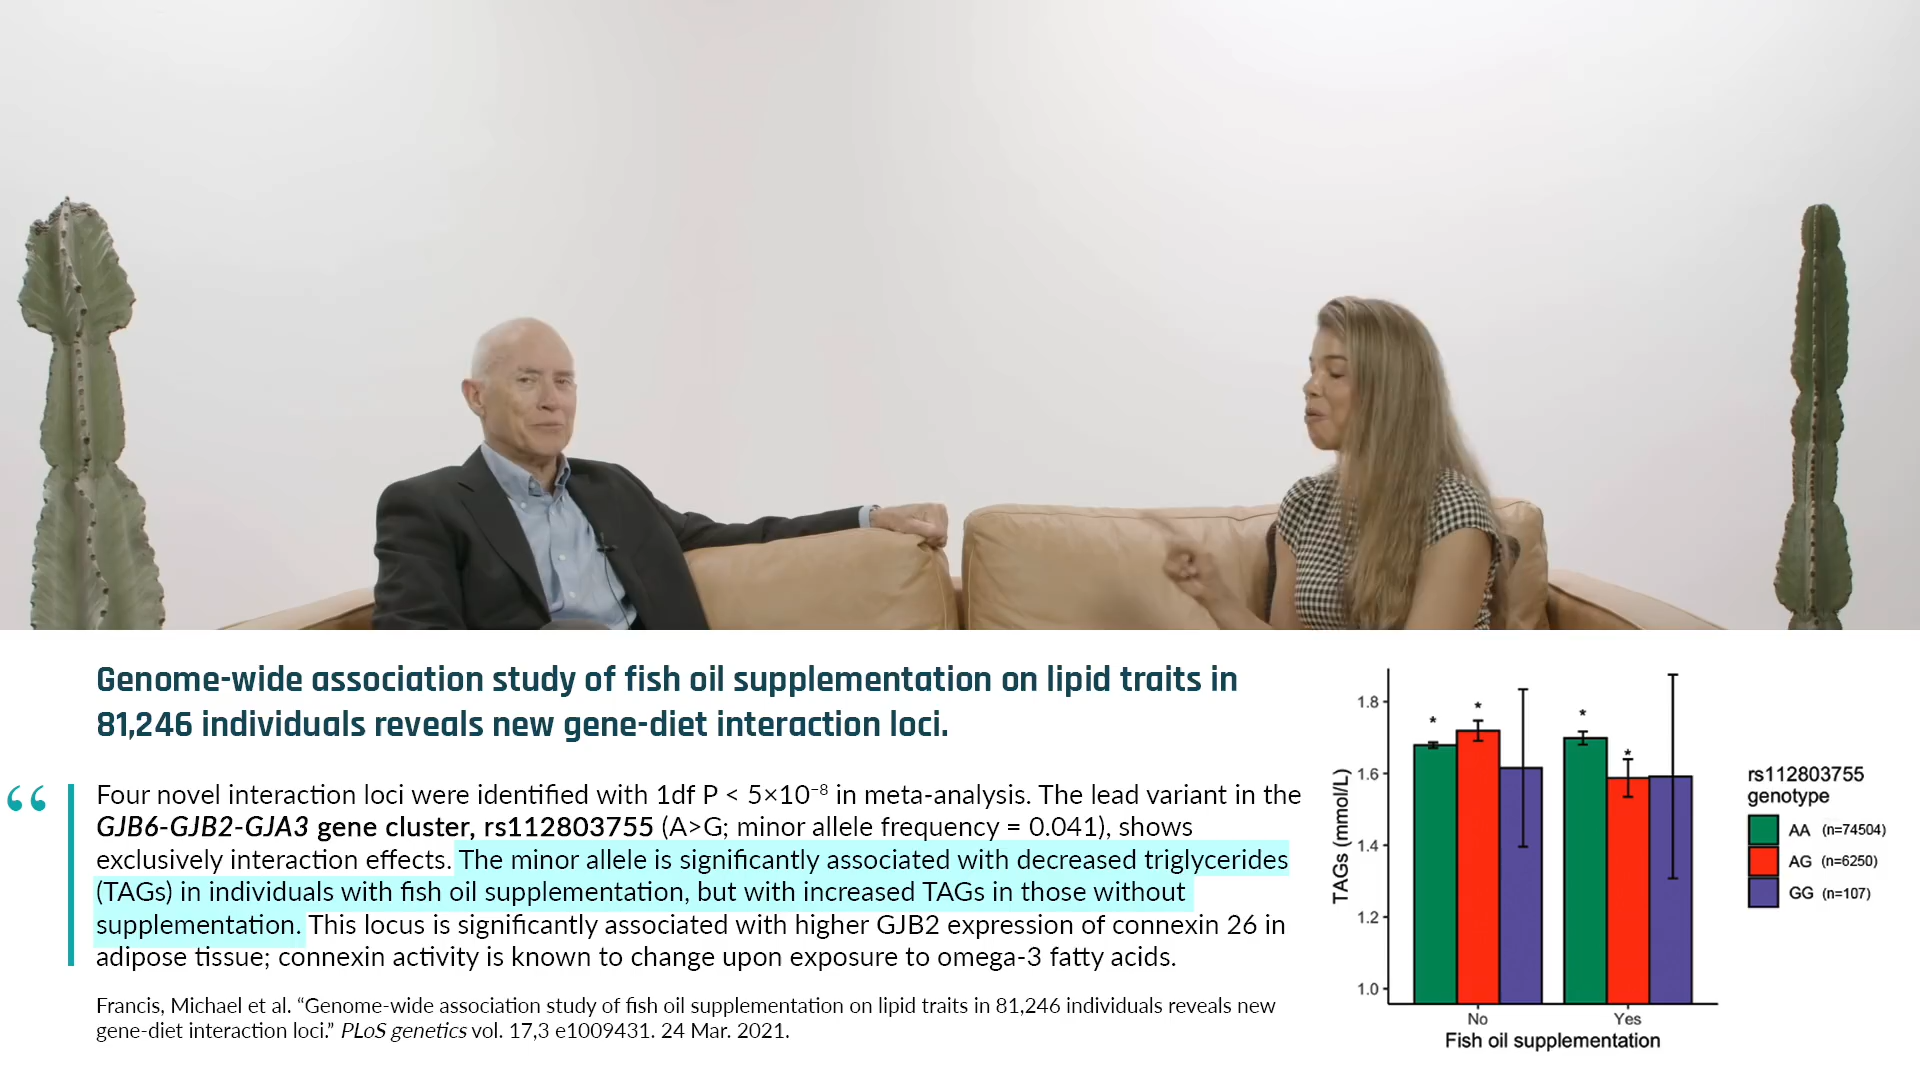 Genome-wide association study of fish oil supplementation on lipid traits in
81,246 individuals reveals new gene-diet interaction loci.
“
Four novel interaction loci were identified with 1df P < 5×10⁻⁸ in meta-analysis. The lead variant in the
GJB6-GJB2-GJA3 gene cluster, rs112803755 (A>G; minor allele frequency = 0.041), shows
exclusively interaction effects. The minor allele is significantly associated with decreased triglycerides
(TAGs) in individuals with fish oil supplementation, but with increased TAGs in those without
supplementation. This locus is significantly associated with higher GJB2 expression of connexin 26 in
adipose tissue; connexin activity is known to change upon exposure to omega-3 fatty acids.
Francis, Michael et al. “Genome-wide association study of fish oil supplementation on lipid traits in 81,246 individuals reveals new
gene-diet interaction loci.” PLoS genetics vol. 17,3 e1009431. 24 Mar. 2021.
TAGs (mmol/L)
1.8
1.6
1.4
1.2
1.0
* * * *
No Yes
Fish oil supplementation
rs112803755
genotype
AA (n=74504)
AG (n=6250)
GG (n=107)